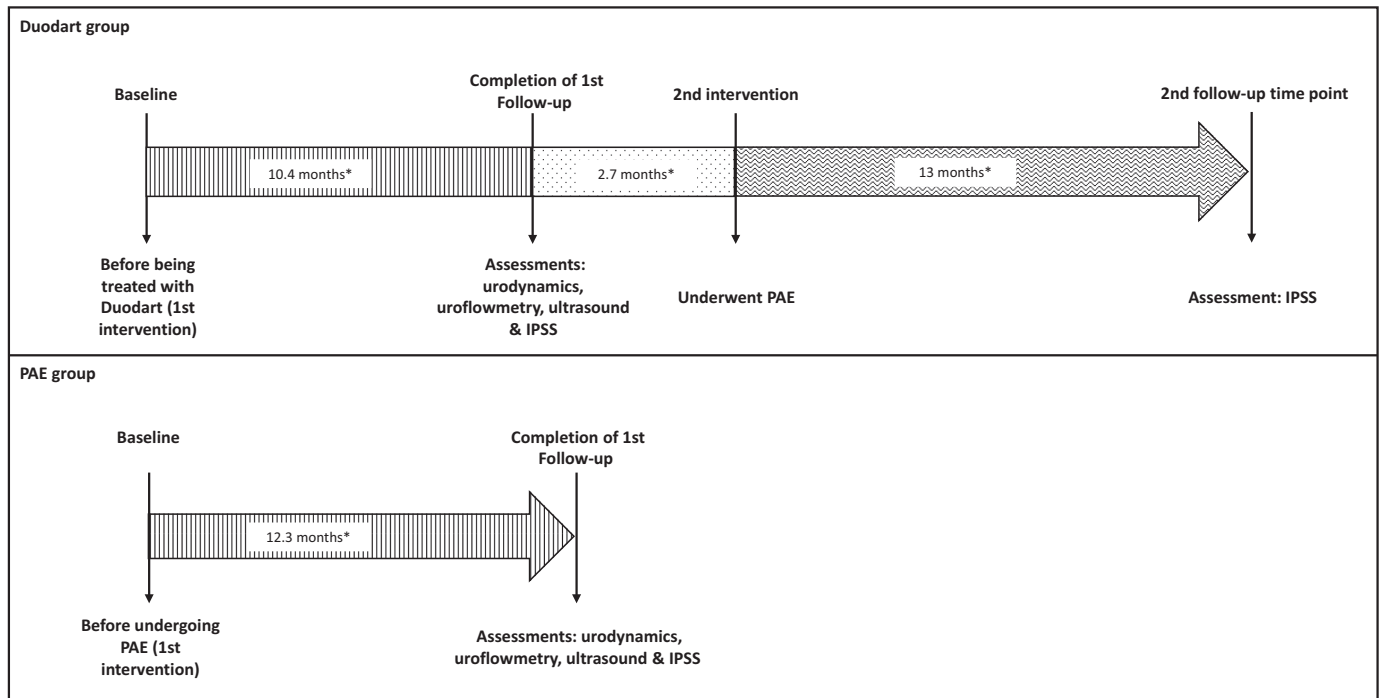 Duodart group
Baseline
Completion of 1st
Follow-up
2nd intervention
2nd follow-up time point
10.4 months*
2.7 months*
13 months*
Before being
treated with
Duodart (1st
intervention)
Assessments:
urodynamics,
uroflowmetry, ultrasound
& IPSS
Underwent PAE
Assessment: IPSS
PAE group
Baseline
Completion of 1st
Follow-up
12.3 months*
Before undergoing
PAE (1st
intervention)
Assessments: urodynamics,
uroflowmetry, ultrasound & IPSS